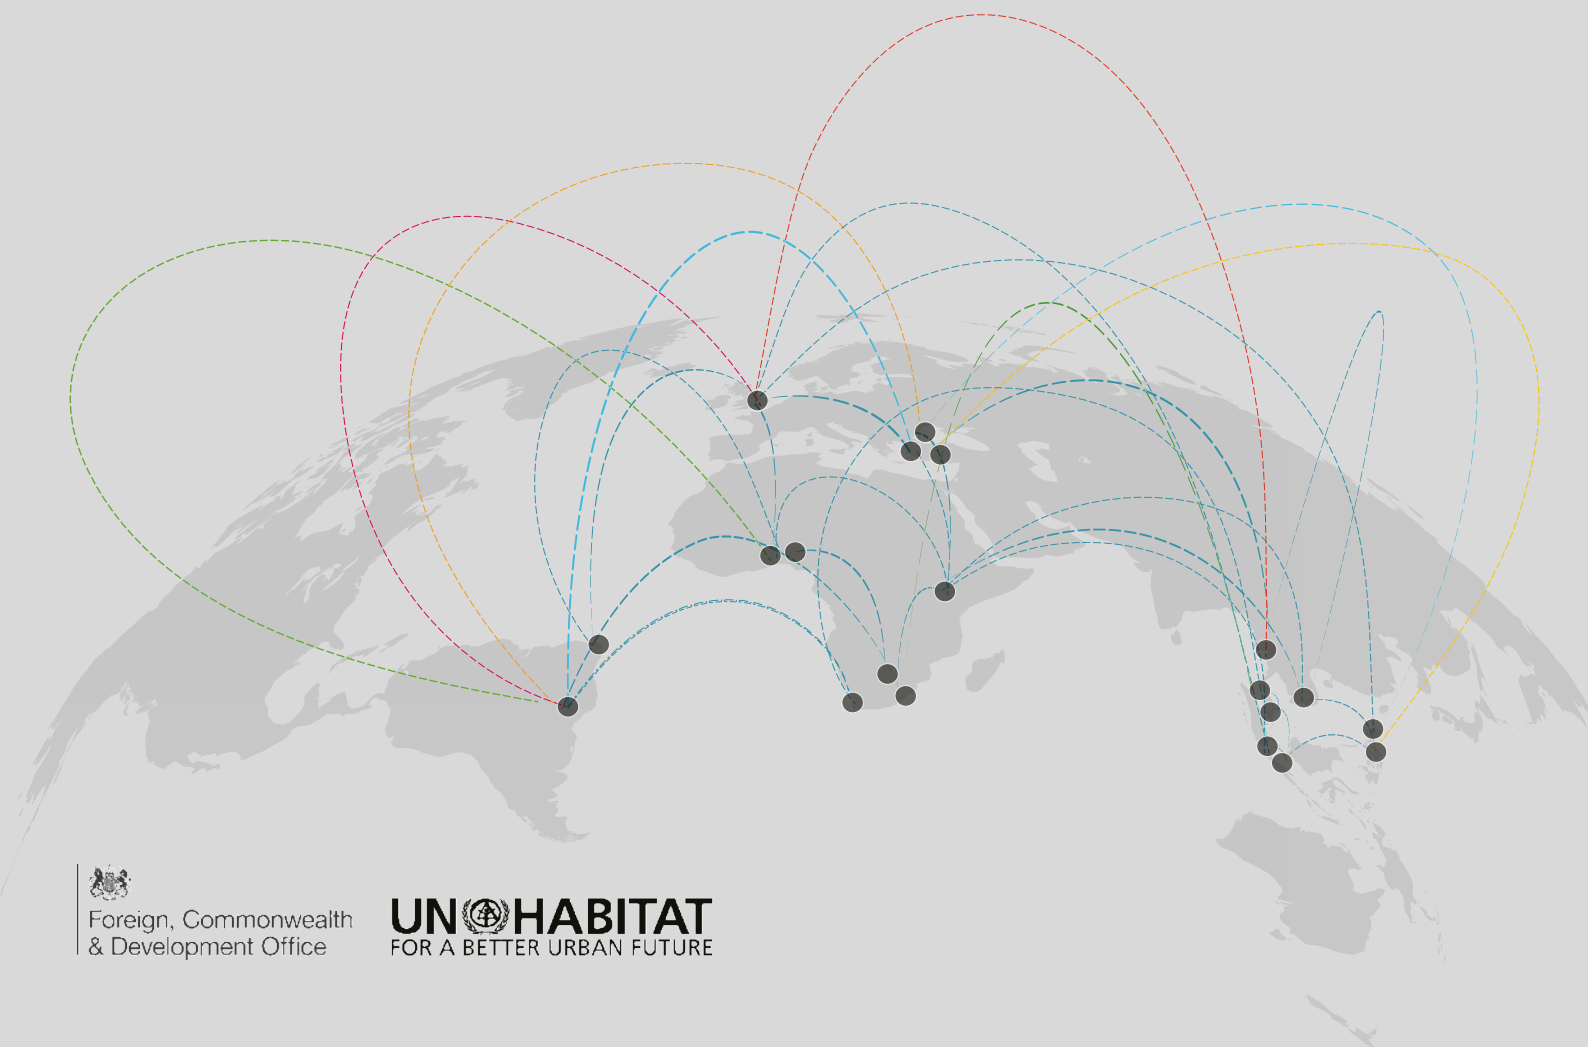 Foreign, Commonwealth
& Development Office
UN HABITAT
FOR A BETTER URBAN FUTURE